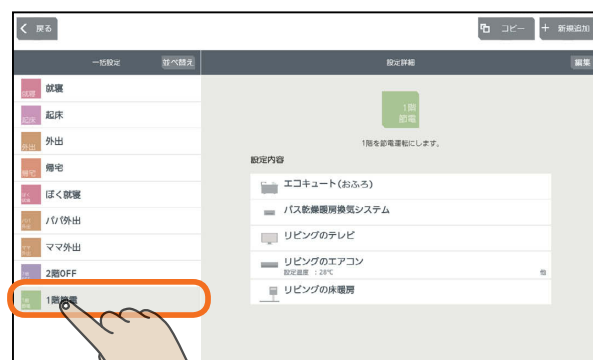 戻る
コピー
新規追加
一括設定
並べ替え
設定詳細
編集
就寝
就寝
起床
起床
外出
外出
帰宅
帰宅
ぼく就寝
パパ外出
ママ外出
2階OFF
1階節電
1階
節電
1階を節電運転にします。
設定内容
エコキュート(おふろ)
バス乾燥暖房換気システム
リビングのテレビ
リビングのエアコン
設定温度 : 28℃
他
リビングの床暖房